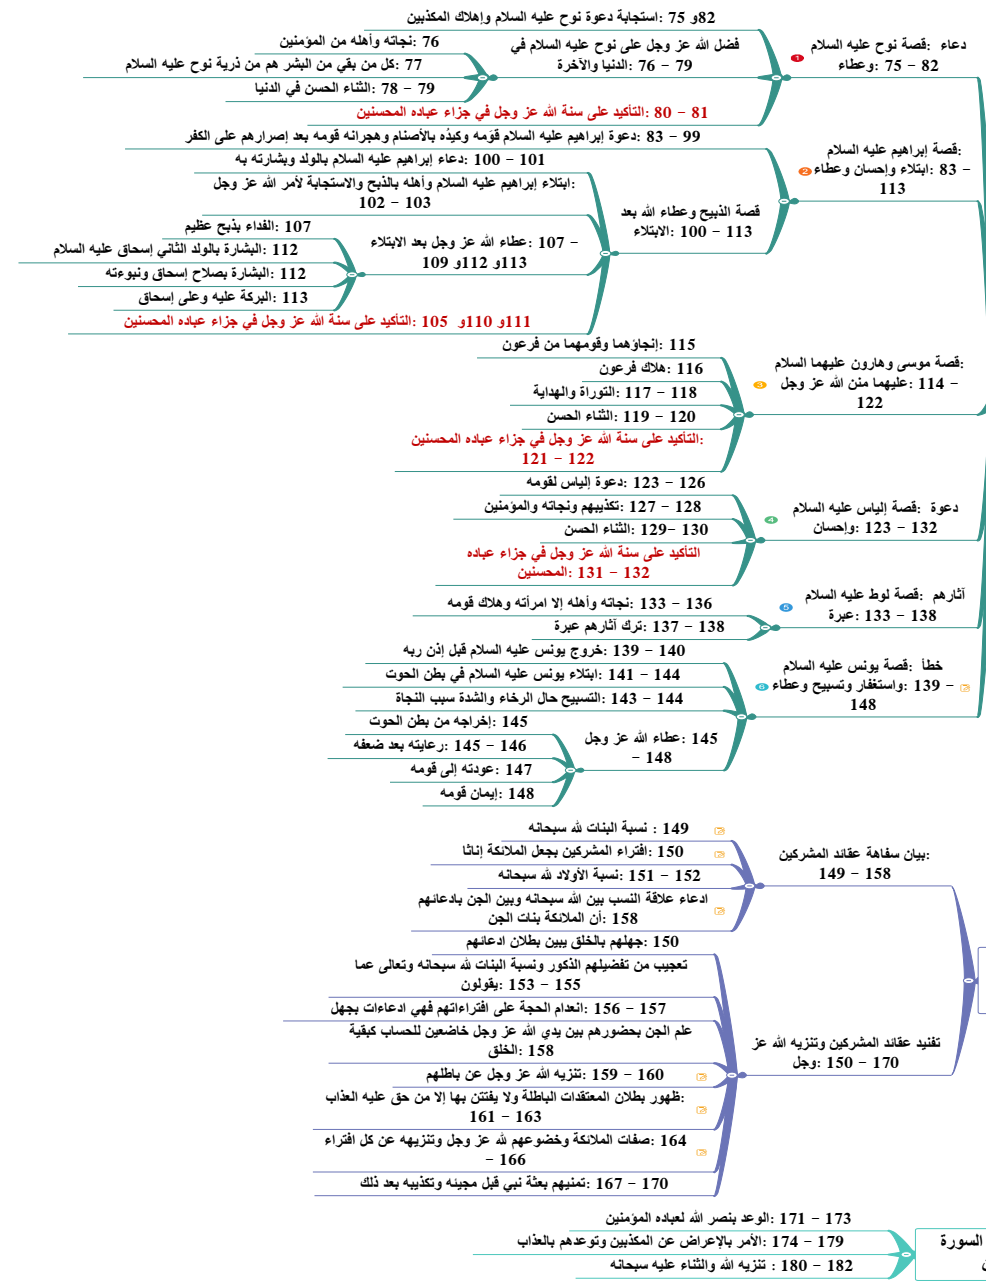 82و 75 :استجابة دعوة نوح عليه السلام وإهلاك المكذبين
دعاء :قصة نوح عليه السلام
82 – 75 :وعطاء
فضل الله عز وجل على نوح عليه السلام في
79 – 76 :الدنيا والآخرة
76 :نجاته وأهله من المؤمنين
77 :كل من بقي من البشر هم من ذرية نوح عليه السلام
79 – 78 :الثناء الحسن في الدنيا
81 – 80 :التأكيد على سنة الله عز وجل في جزاء عباده المحسنين
:قصة إبراهيم عليه السلام
– 83 :ابتلاء وإحسان وعطاء
113
99 – 83 :دعوة إبراهيم عليه السلام قومه وكيده بالأصنام وهجرانه قومه بعد إصرارهم على الكفر
قصة الذبيح وعطاء الله بعد
113 – 100 :الابتلاء
101 – 100 :دعاء إبراهيم عليه السلام بالولد وبشارته به
:ابتلاء إبراهيم عليه السلام وأهله بالذبح والاستجابة لأمر الله عز وجل
103 – 102
– 107 :عطاء الله عز وجل بعد الابتلاء
113و 112و 109
107 :الفداء بذبح عظيم
112 :البشارة بالولد الثاني إسحاق عليه السلام
112 :البشارة بصلاح إسحاق ونبوءته
113 :البركة عليه وعلى إسحاق
111و 110و 105 :التأكيد على سنة الله عز وجل في جزاء عباده المحسنين
:قصة موسى وهارون عليهما السلام
– 114 :عليهما منن الله عز وجل
122
115 :إنجاؤهما وقومهما من فرعون
116 :هلاك فرعون
118 – 117 :التوراة والهداية
120 – 119 :الثناء الحسن
:التأكيد على سنة الله عز وجل في جزاء عباده المحسنين
122 – 121
دعوة :قصة إلياس عليه السلام
132 – 123 :وإحسان
126 – 123 :دعوة إلياس لقومه
128 – 127 :تكذيبهم ونجاته والمؤمنين
130 –129 :الثناء الحسن
التأكيد على سنة الله عز وجل في جزاء عباده
132 – 131 :المحسنين
آثارهم :قصة لوط عليه السلام
138 – 133 :عبرة
136 – 133 :نجاته وأهله إلا امرأته وهلاك قومه
138 – 137 :ترك آثارهم عبرة
خطأ :قصة يونس عليه السلام
– 139 :واستغفار وتسبيح وعطاء
148
140 – 139 :خروج يونس عليه السلام قبل إذن ربه
144 – 141 :ابتلاء يونس عليه السلام في بطن الحوت
144 – 143 :التسبيح حال الرخاء والشدة سبب النجاة
145 :عطاء الله عز وجل
– 148
145 :إخراجه من بطن الحوت
146 – 145 :رعايته بعد ضعفه
147 :عودته إلى قومه
148 :إيمان قومه
:بيان سفاهة عقائد المشركين
158 – 149
149 : نسبة البنات لله سبحانه
150 :افتراء المشركين بجعل الملائكة إناثا
152 – 151 :نسبة الأولاد لله سبحانه
ادعاء علاقة النسب بين الله سبحانه وبين الجن بادعائهم
158 :أن الملائكة بنات الجن
تفنيد عقائد المشركين وتنزيه الله عز
170 – 150 :وجل
150 :جهلهم بالخلق يبين بطلان ادعائهم
تعجيب من تفضيلهم الذكور ونسبة البنات لله سبحانه وتعالى عما
155 – 153 :يقولون
157 – 156 :انعدام الحجة على افتراءاتهم فهي ادعاءات بجهل
علم الجن بحضورهم بين يدي الله عز وجل خاضعين للحساب كبقية
158 :الخلق
160 – 159 :تنزيه الله عز وجل عن باطلهم
:ظهور بطلان المعتقدات الباطلة ولا يفتتن بها إلا من حق عليه العذاب
163 – 161
164 :صفات الملائكة وخضوعهم لله عز وجل وتنزيهه عن كل افتراء
– 166
170 – 167 :تمنيهم بعثة نبي قبل مجيئه وتكذيبه بعد ذلك
السورة
173 – 171 :الوعد بنصر الله لعباده المؤمنين
179 – 174 :الأمر بالإعراض عن المكذبين وتوعدهم بالعذاب
182 – 180 : تنزيه الله والثناء عليه سبحانه